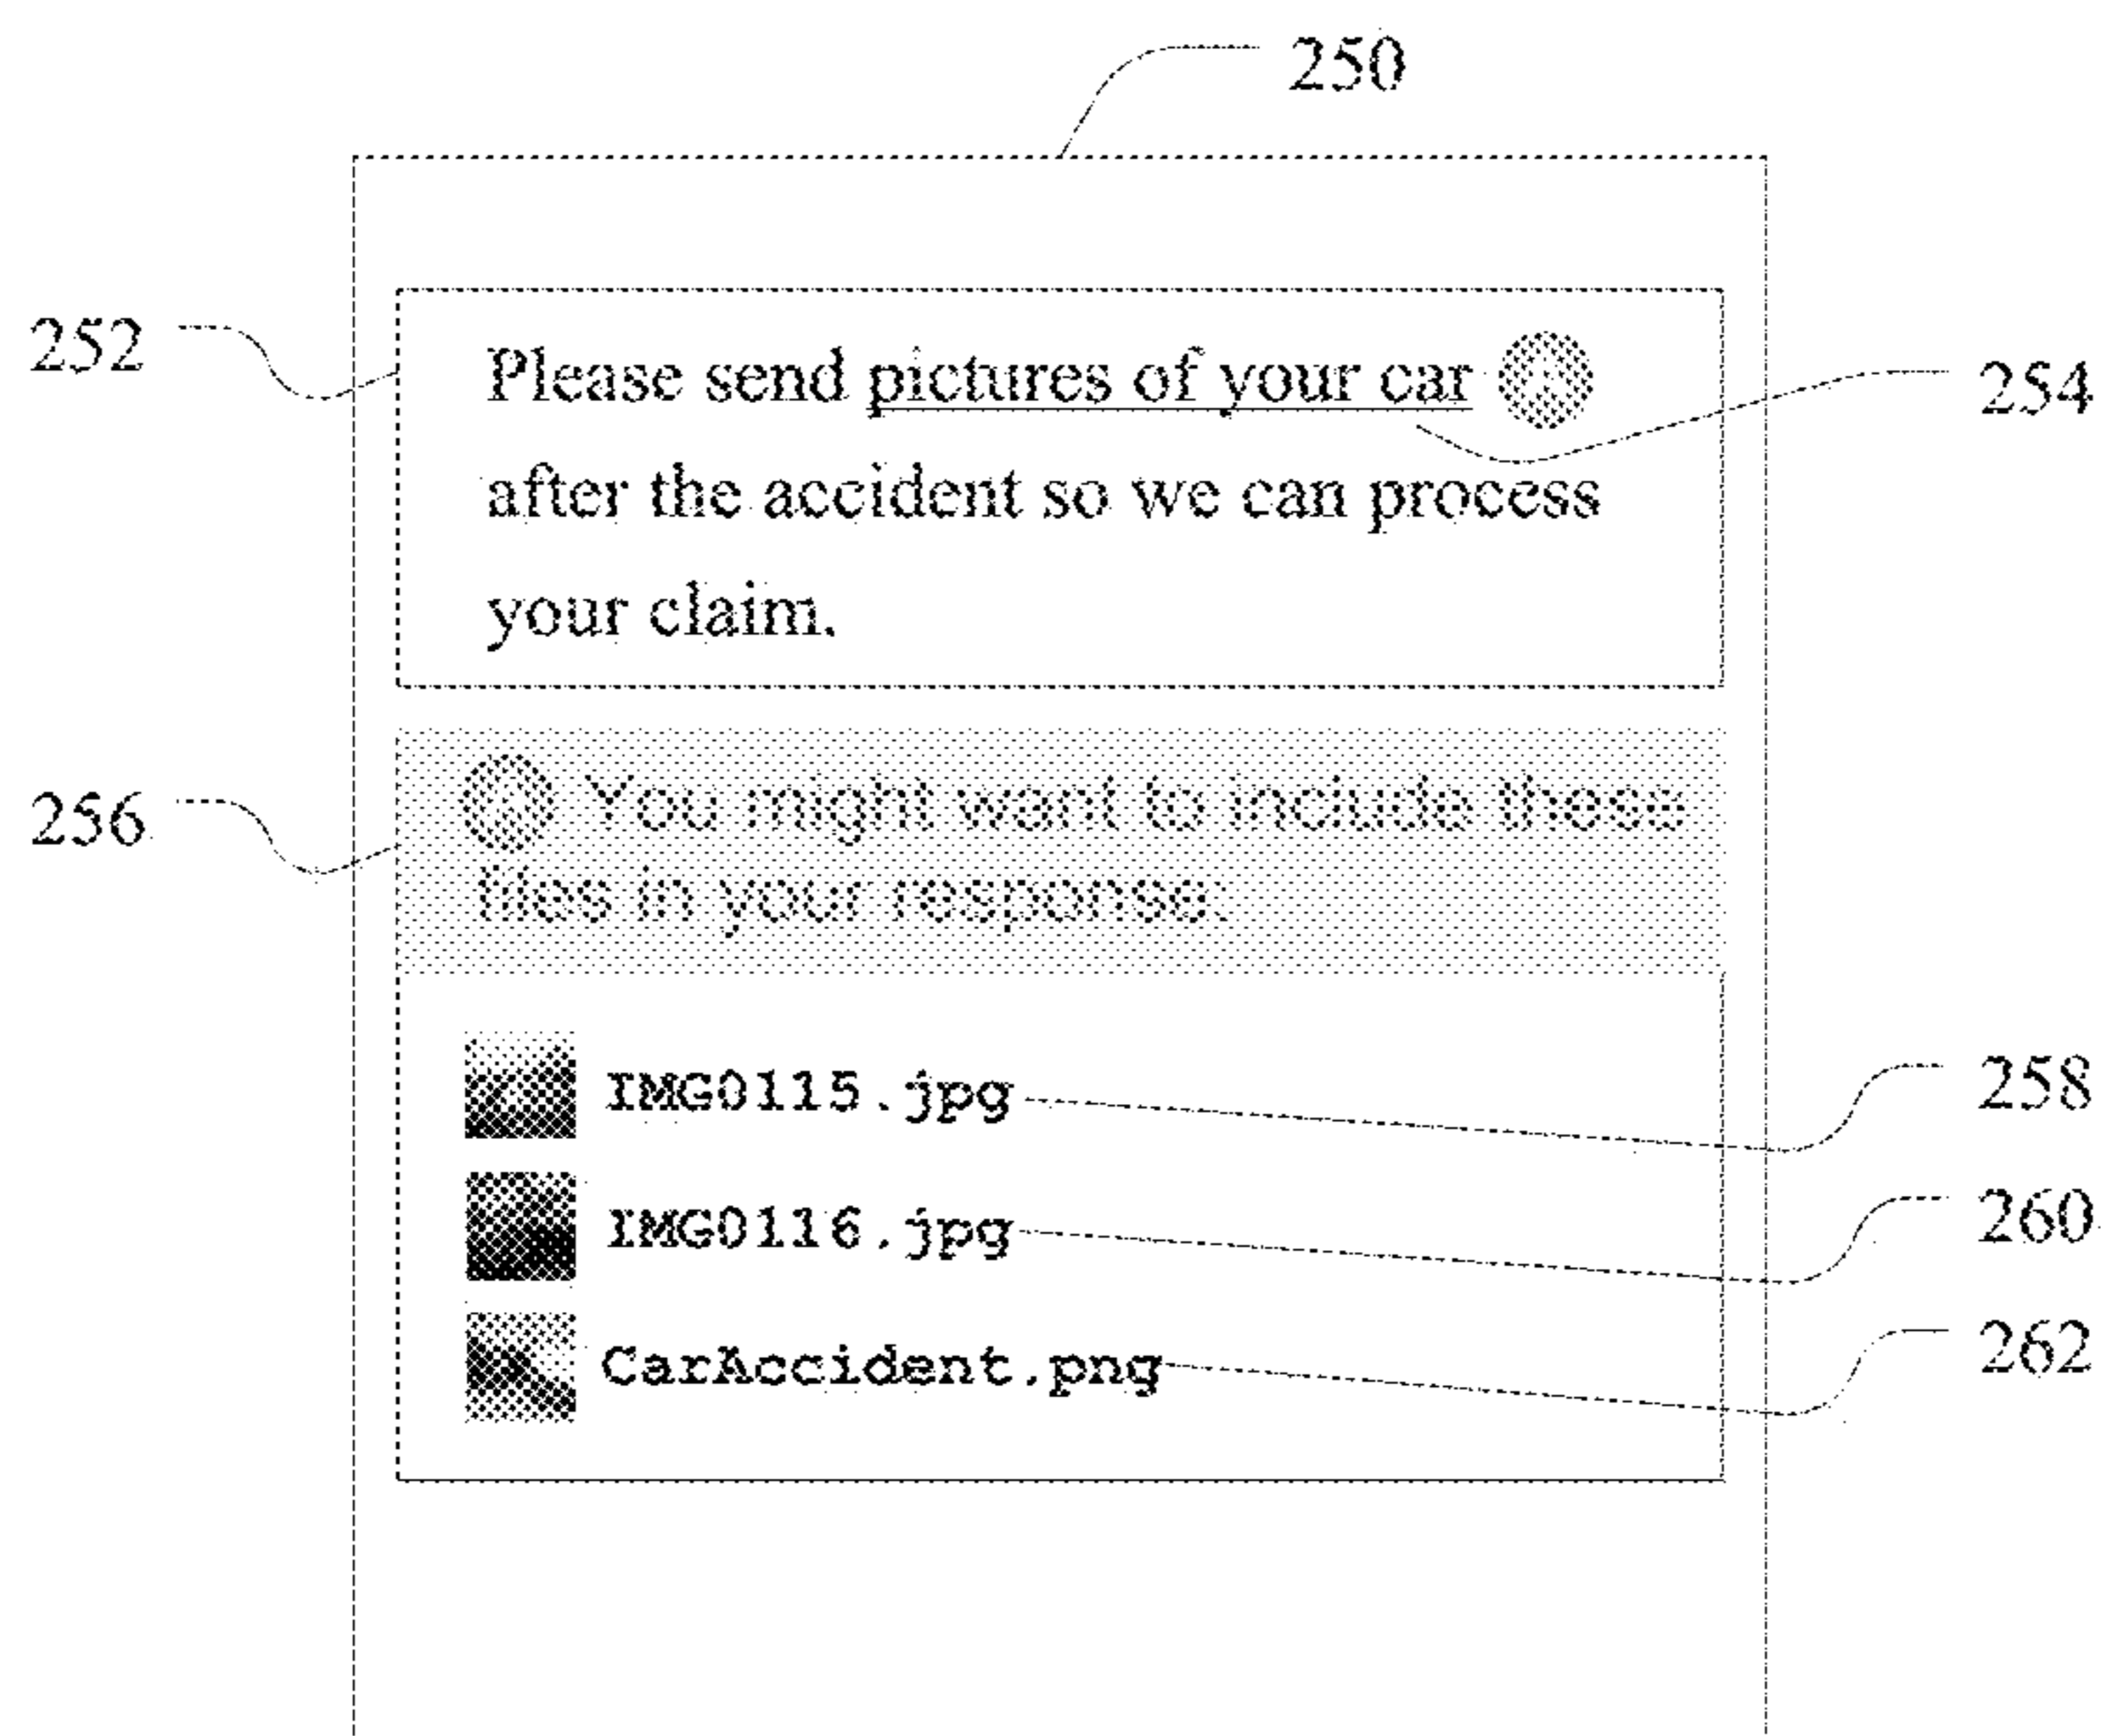 250
252
Please send pictures of your car
254
after the accident so we can process
your claim.
256
You might want to include these
files in your response:
IMG0115.jpg
258
IMG0116.jpg
260
CarAccident.png
262